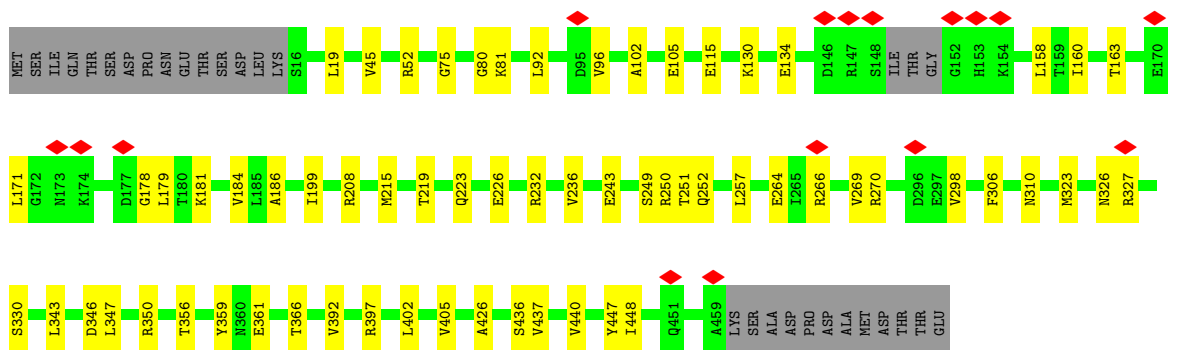 MET SER ILE GLN THR SER ASP PRO ASN GLU THR SER ASP LEU LYS S16 L19 V45 R52 G75 G80 K81 L92 D95 V96 A102 E105 E115 K130 E134 D146 R147 S148 ILE THR GLY G152 H153 K154 L158 T159 I160 T163 E170
L171 G172 N173 K174 D177 G178 L179 T180 K181 V184 L185 A186 I199 R208 M215 T219 Q223 E226 R232 V236 E243 S249 R250 T251 Q252 L257 E264 I265 R266 V269 R270 D296 E297 V298 F306 N310 M323 N326 R327
S330 L343 D346 L347 R350 T356 Y359 N360 E361 T366 V392 R397 L402 V405 A426 S436 V437 V440 Y447 I448 Q451 A459 LYS SER ALA ASP PRO ASP ALA MET ASP THR THR GLU